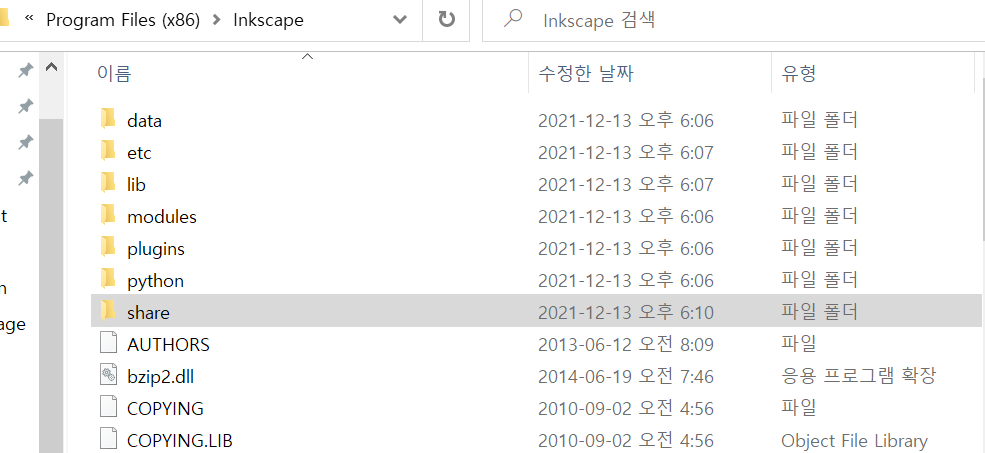 « Program Files (x86) > Inkscape
Inkscape 검색
이름 수정한 날짜 유형
data 2021-12-13 오후 6:06 파일 폴더
etc 2021-12-13 오후 6:07 파일 폴더
lib 2021-12-13 오후 6:07 파일 폴더
t modules 2021-12-13 오후 6:06 파일 폴더
plugins 2021-12-13 오후 6:06 파일 폴더
n python 2021-12-13 오후 6:06 파일 폴더
share 2021-12-13 오후 6:10 파일 폴더
age AUTHORS 2013-06-12 오전 8:09 파일
bzip2.dll 2014-06-19 오전 7:46 응용 프로그램 확장
COPYING 2010-09-02 오전 4:56 파일
COPYING.LIB 2010-09-02 오전 4:56 Object File Library